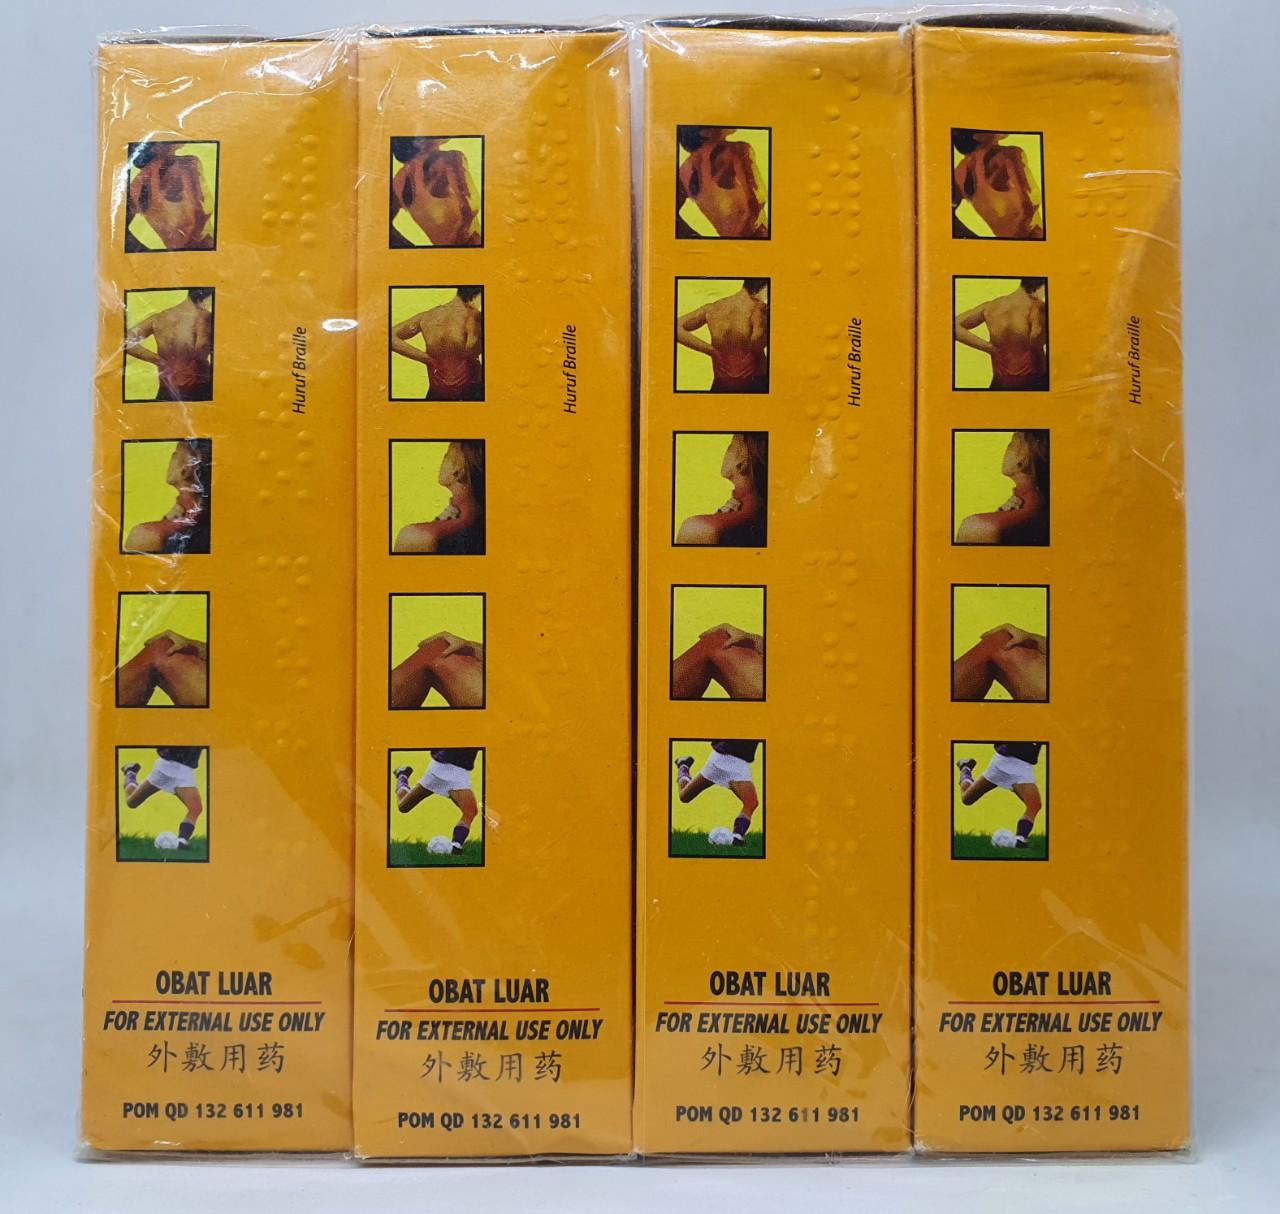 Huruf Braille
OBAT LUAR
FOR EXTERNAL USE ONLY
外敷用药
POM QD 132 611 981
Huruf Braille
OBAT LUAR
FOR EXTERNAL USE ONLY
外敷用药
POM QD 132 611 981
Huruf Braille
OBAT LUAR
FOR EXTERNAL USE ONLY
外敷用药
POM QD 132 611 981
Huruf Braille
OBAT LUAR
FOR EXTERNAL USE ONLY
外敷用药
POM QD 132 611 981